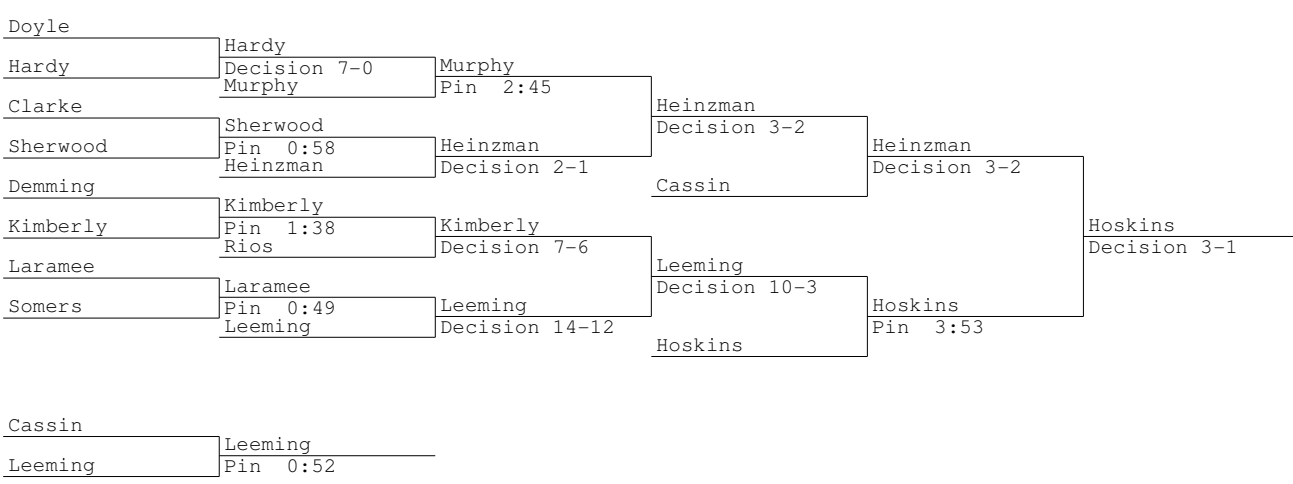 Doyle
Hardy
Hardy
Decision 7-0
Murphy
Murphy
Pin 2:45
Clarke
Sherwood
Sherwood
Pin 0:58
Heinzman
Heinzman
Decision 2-1
Heinzman
Decision 3-2
Cassin
Heinzman
Decision 3-2
Demming
Kimberly
Kimberly
Pin 1:38
Rios
Kimberly
Decision 7-6
Laramee
Somers
Laramee
Pin 0:49
Leeming
Leeming
Decision 14-12
Leeming
Decision 10-3
Hoskins
Hoskins
Pin 3:53
Hoskins
Decision 3-1
Cassin
Leeming
Leeming
Pin 0:52